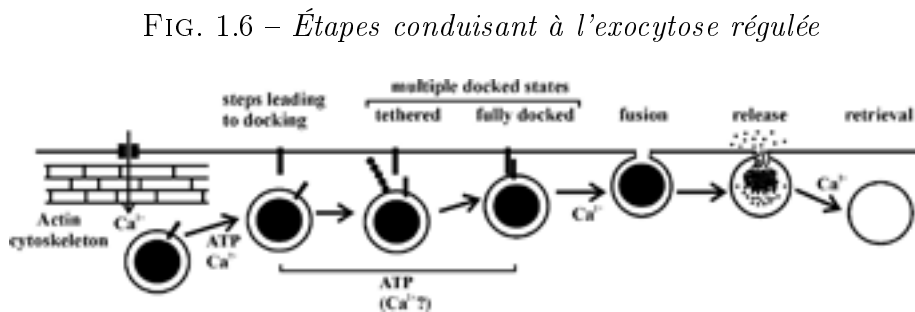 FIG. 1.6 – Étapes conduisant à l'exocytose régulée
multiple docked states
steps leading
to docking
tethered
fully docked
fusion
release
retrieval
Actin
cytoskeleton
Ca²⁺
ATP
Ca²⁺
Ca²⁺
Ca²⁺
ATP
(Ca²⁺?)